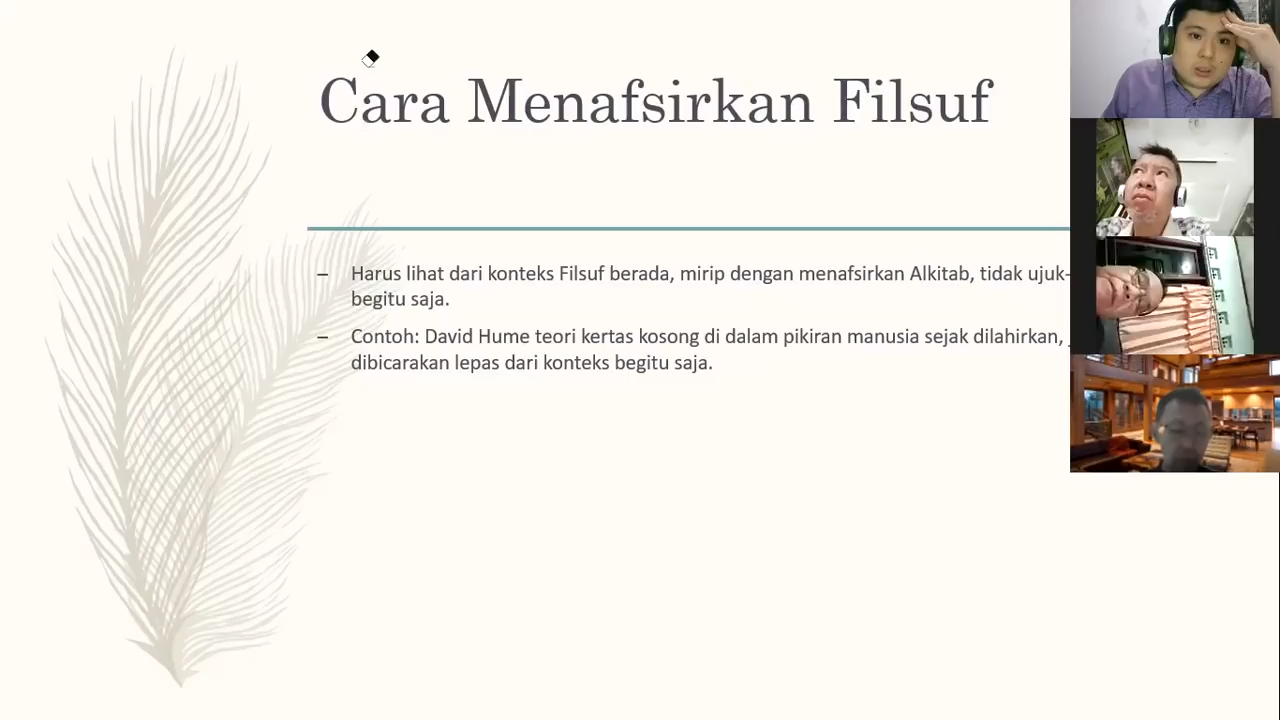 Cara Menafsirkan Filsuf
– Harus lihat dari konteks Filsuf berada, mirip dengan menafsirkan Alkitab, tidak ujuk-
begitu saja.
– Contoh: David Hume teori kertas kosong di dalam pikiran manusia sejak dilahirkan,
dibicarakan lepas dari konteks begitu saja.